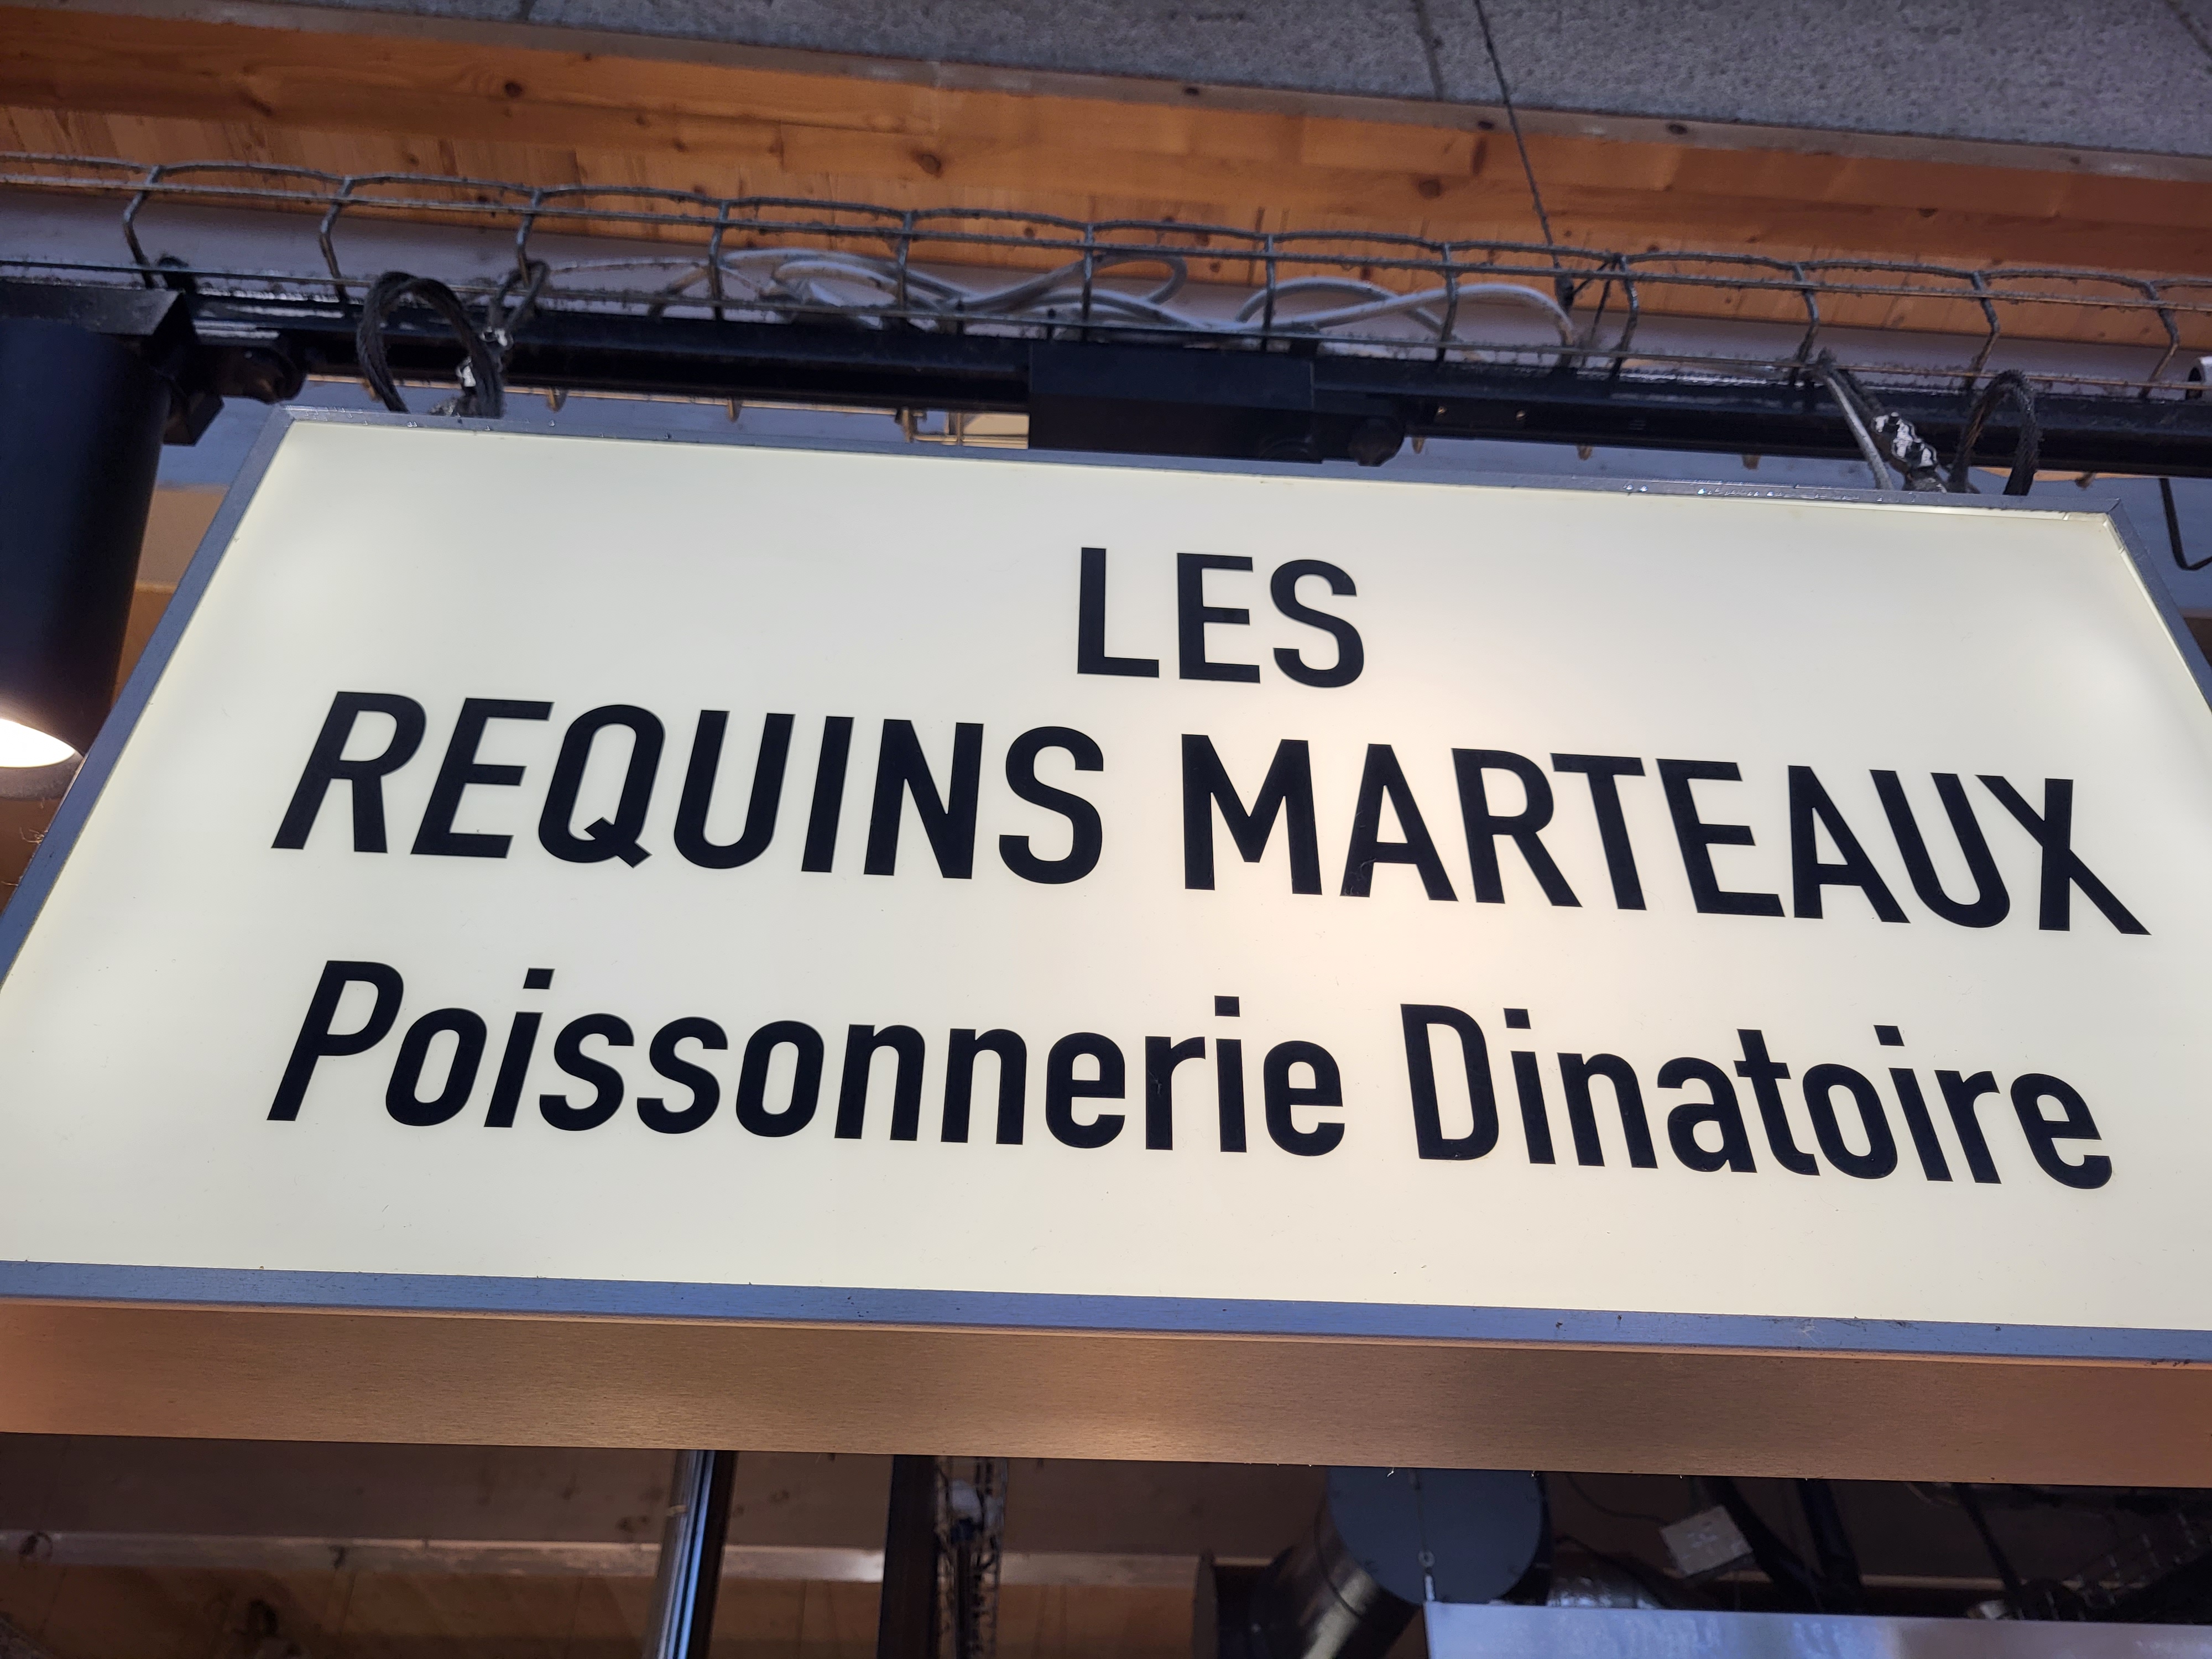 LES
REQUINS MARTEAUX
Poissonnerie Dinatoire